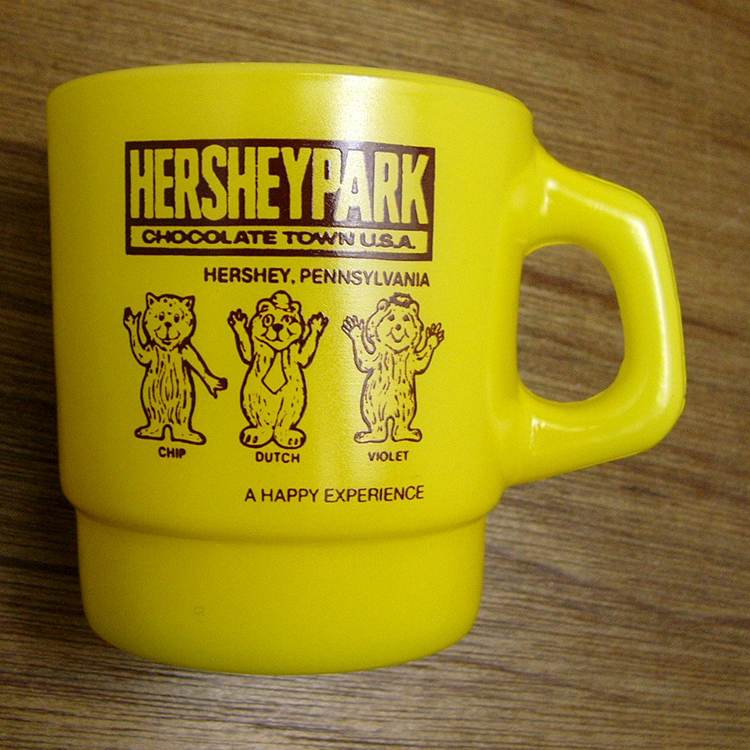 HERSHEYPARK
CHOCOLATE TOWN U.S.A.
HERSHEY, PENNSYLVANIA
CHIP DUTCH VIOLET
A HAPPY EXPERIENCE